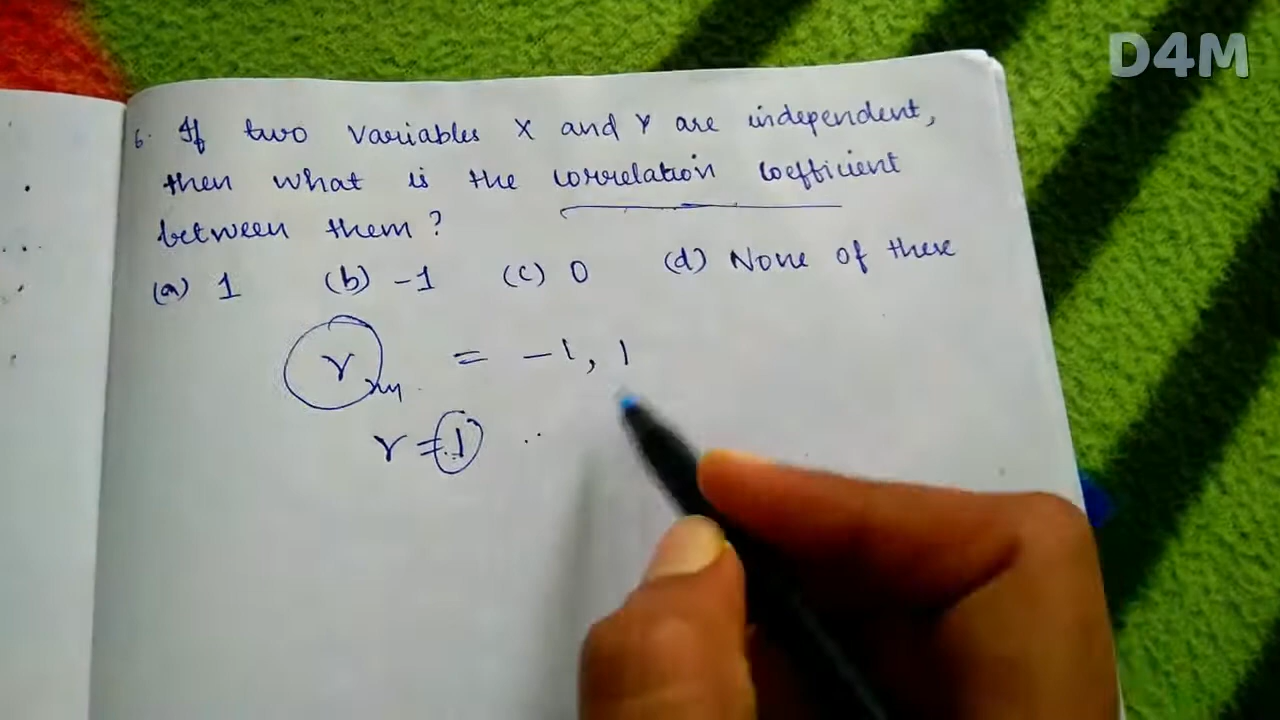 D4M
6. If two variables X and Y are independent,
then what is the correlation coefficient
between them?
(a) 1 (b) -1 (c) 0 (d) None of these
r xy = -1, 1
r = 1